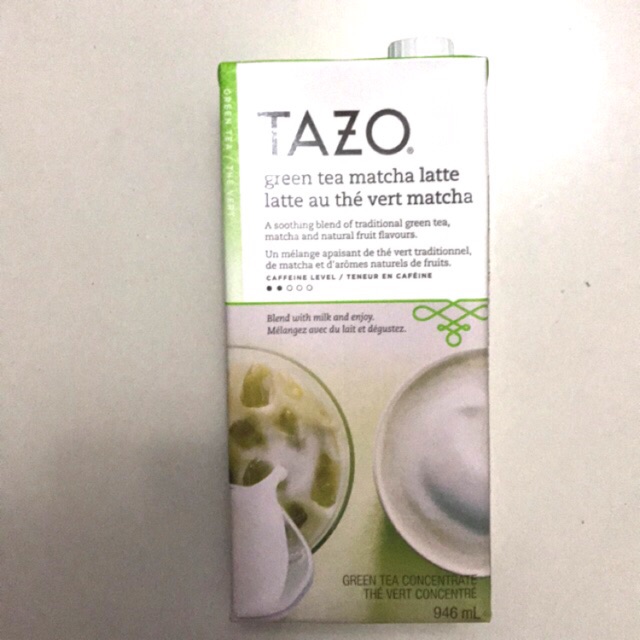 GREEN TEA / THÉ VERT
TAZO®
green tea matcha latte
latte au thé vert matcha
A soothing blend of traditional green tea,
matcha and natural fruit flavours.
Un mélange apaisant de thé vert traditionnel,
de matcha et d'arômes naturels de fruits.
CAFFEINE LEVEL / TENEUR EN CAFÉINE
Blend with milk and enjoy.
Mélangez avec du lait et dégustez.
GREEN TEA CONCENTRATE
THÉ VERT CONCENTRÉ
946 mL